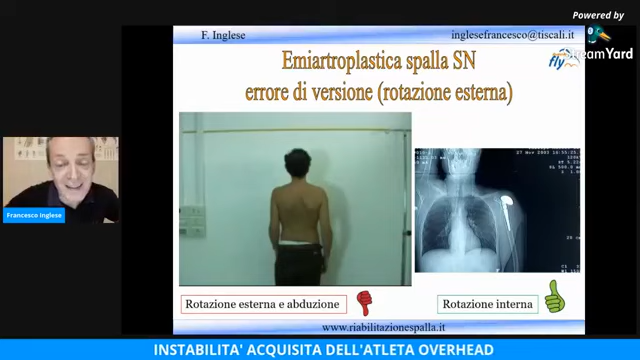 Powered by
StreamYard
F. Inglese
inglesefrancesco@tiscali.it
fly
Emiartroplastica spalla SN
errore di versione (rotazione esterna)
Francesco Inglese
Rotazione esterna e abduzione
Rotazione interna
www.riabilitazionespalla.it
INSTABILITA' ACQUISITA DELL'ATLETA OVERHEAD